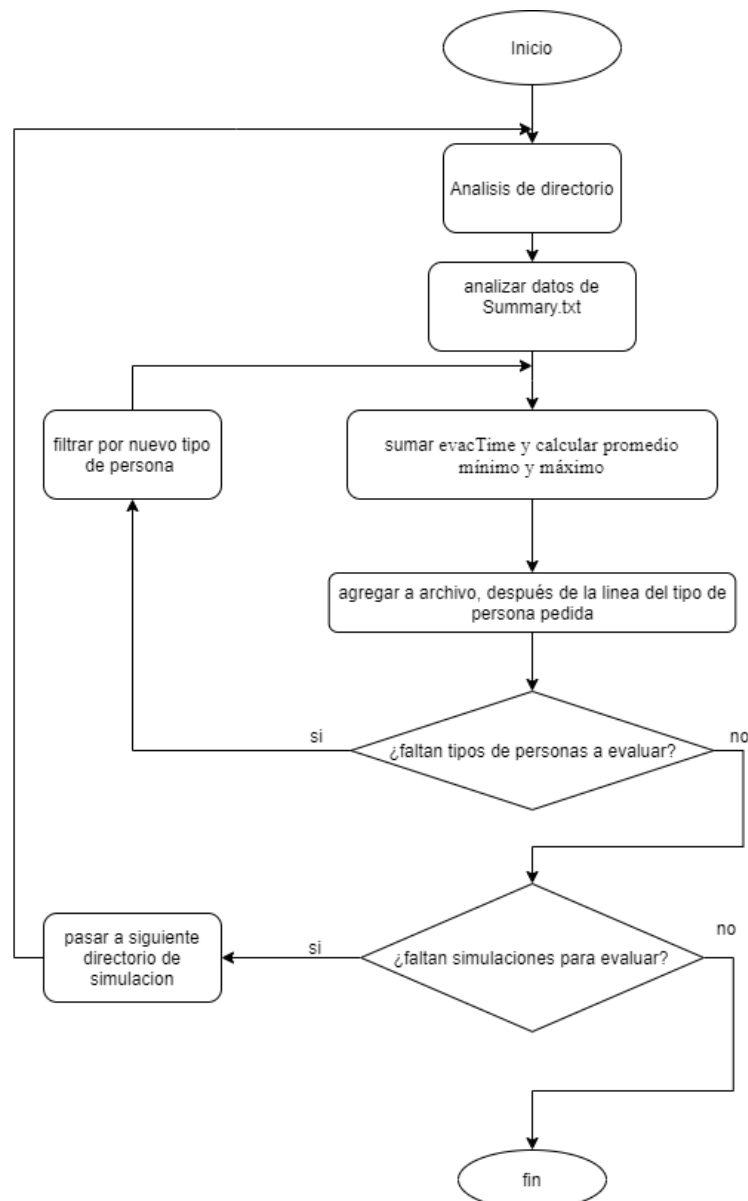 Inicio
Analisis de directorio
analizar datos de
Summary.txt
filtrar por nuevo tipo
de persona
sumar evacTime y calcular promedio
mínimo y máximo
agregar a archivo, después de la linea del tipo de
persona pedida
si
¿faltan tipos de personas a evaluar?
no
pasar a siguiente
directorio de
simulacion
si
¿faltan simulaciones para evaluar?
no
fin